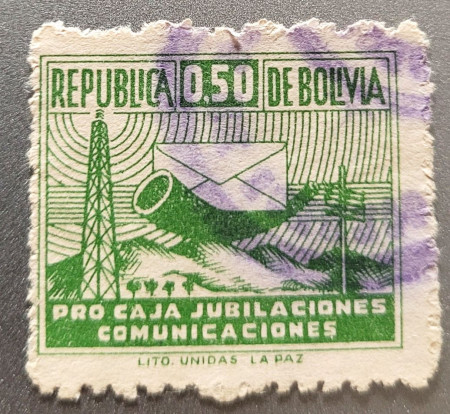 REPUBLICA 0.50 DE BOLIVIA
PRO CAJA JUBILACIONES
COMUNICACIONES
LITO. UNIDAS LA PAZ